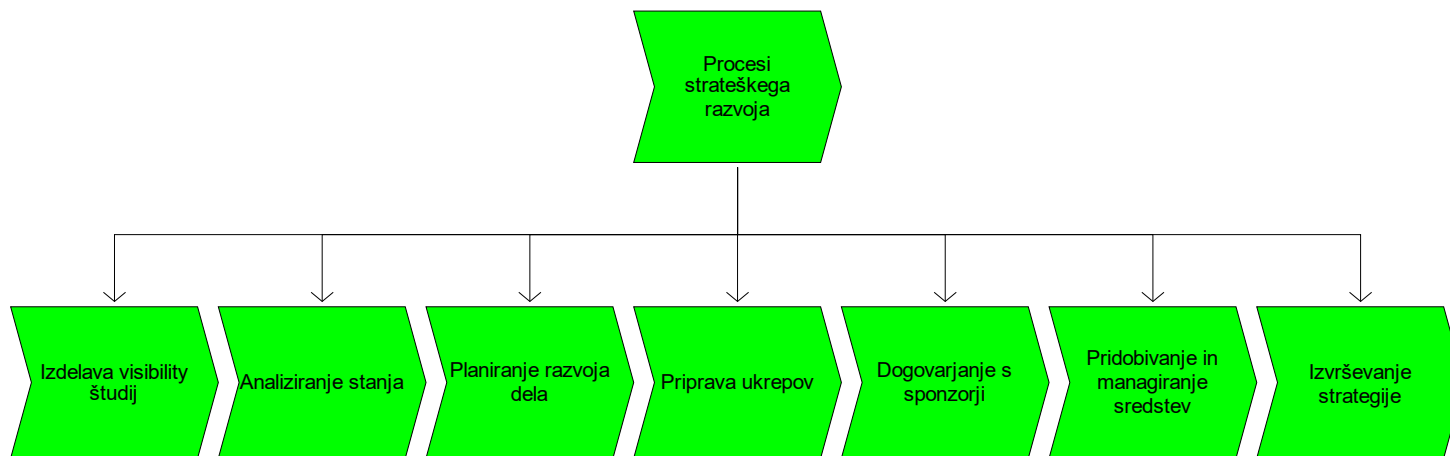 Procesi
strateškega
razvoja
Izdelava visibility
študij
Analiziranje stanja
Planiranje razvoja
dela
Priprava ukrepov
Dogovarjanje s
sponzorji
Pridobivanje in
managiranje
sredstev
Izvrševanje
strategije